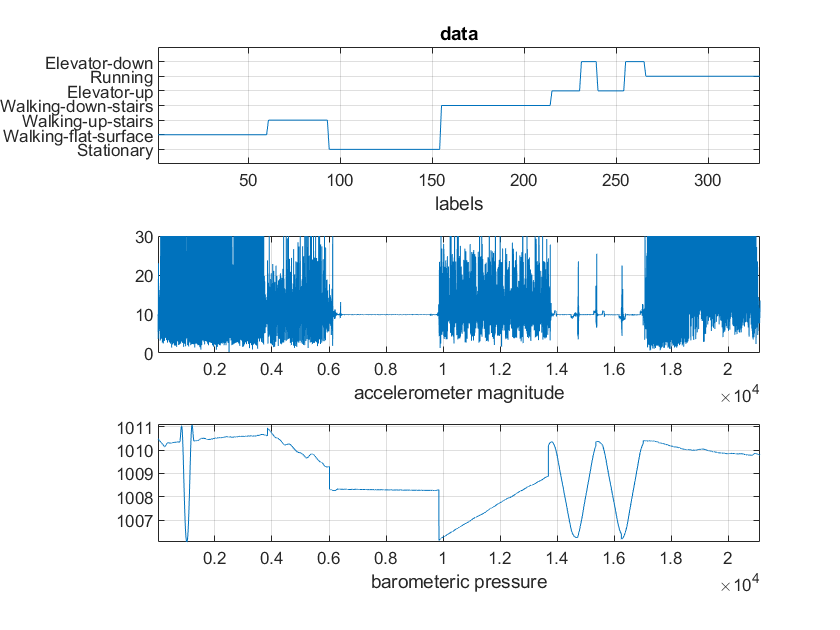 data
Elevator-down
Running
Elevator-up
Walking-down-stairs
Walking-up-stairs
Walking-flat-surface
Stationary
50 100 150 200 250 300
labels
30
20
10
0
0.2 0.4 0.6 0.8 1 1.2 1.4 1.6 1.8 2
accelerometer magnitude
×10^4
1011
1010
1009
1008
1007
0.2 0.4 0.6 0.8 1 1.2 1.4 1.6 1.8 2
barometeric pressure
×10^4